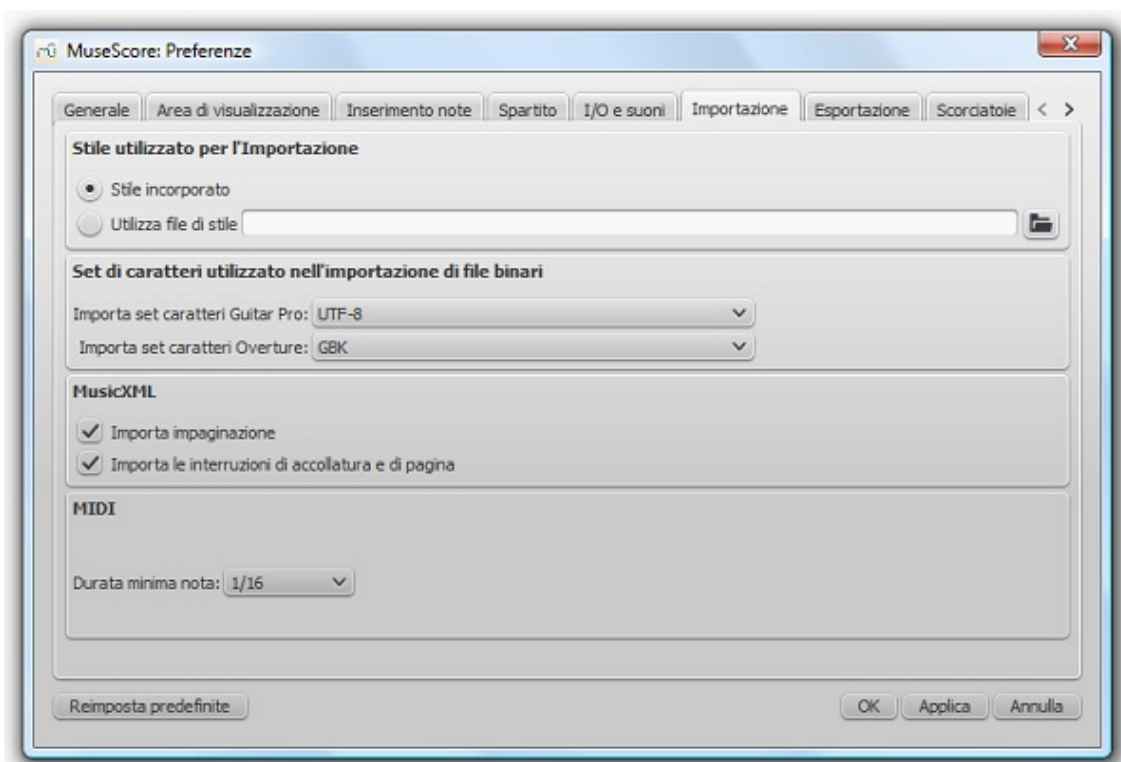 MuseScore: Preferenze
Generale Area di visualizzazione Inserimento note Spartito I/O e suoni Importazione Esportazione Scorciatoie
Stile utilizzato per l'Importazione
Stile incorporato
Utilizza file di stile
Set di caratteri utilizzato nell'importazione di file binari
Importa set caratteri Guitar Pro: UTF-8
Importa set caratteri Overture: GBK
MusicXML
Importa impaginazione
Importa le interruzioni di accollatura e di pagina
MIDI
Durata minima nota: 1/16
Reimposta predefinite OK Applica Annulla